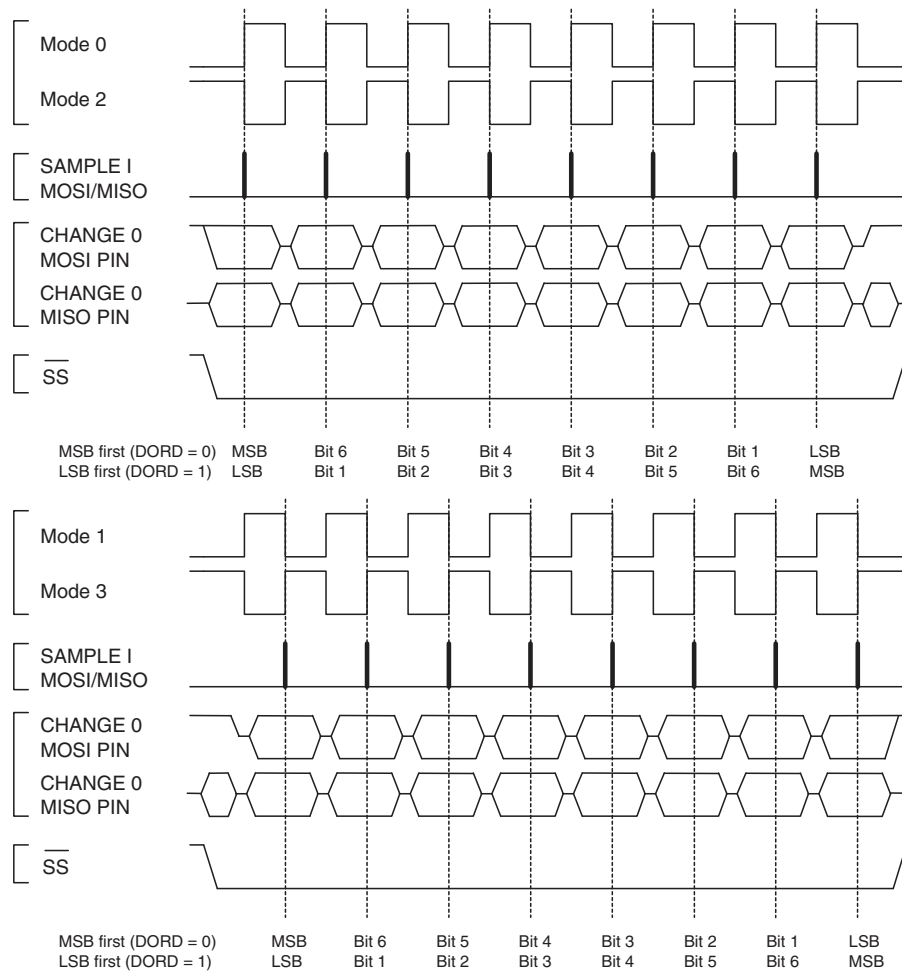 Mode 0
Mode 2
SAMPLE I
MOSI/MISO
CHANGE 0
MOSI PIN
CHANGE 0
MISO PIN
SS
MSB first (DORD = 0) MSB Bit 6 Bit 5 Bit 4 Bit 3 Bit 2 Bit 1 LSB
LSB first (DORD = 1) LSB Bit 1 Bit 2 Bit 3 Bit 4 Bit 5 Bit 6 MSB
Mode 1
Mode 3
SAMPLE I
MOSI/MISO
CHANGE 0
MOSI PIN
CHANGE 0
MISO PIN
SS
MSB first (DORD = 0) MSB Bit 6 Bit 5 Bit 4 Bit 3 Bit 2 Bit 1 LSB
LSB first (DORD = 1) LSB Bit 1 Bit 2 Bit 3 Bit 4 Bit 5 Bit 6 MSB